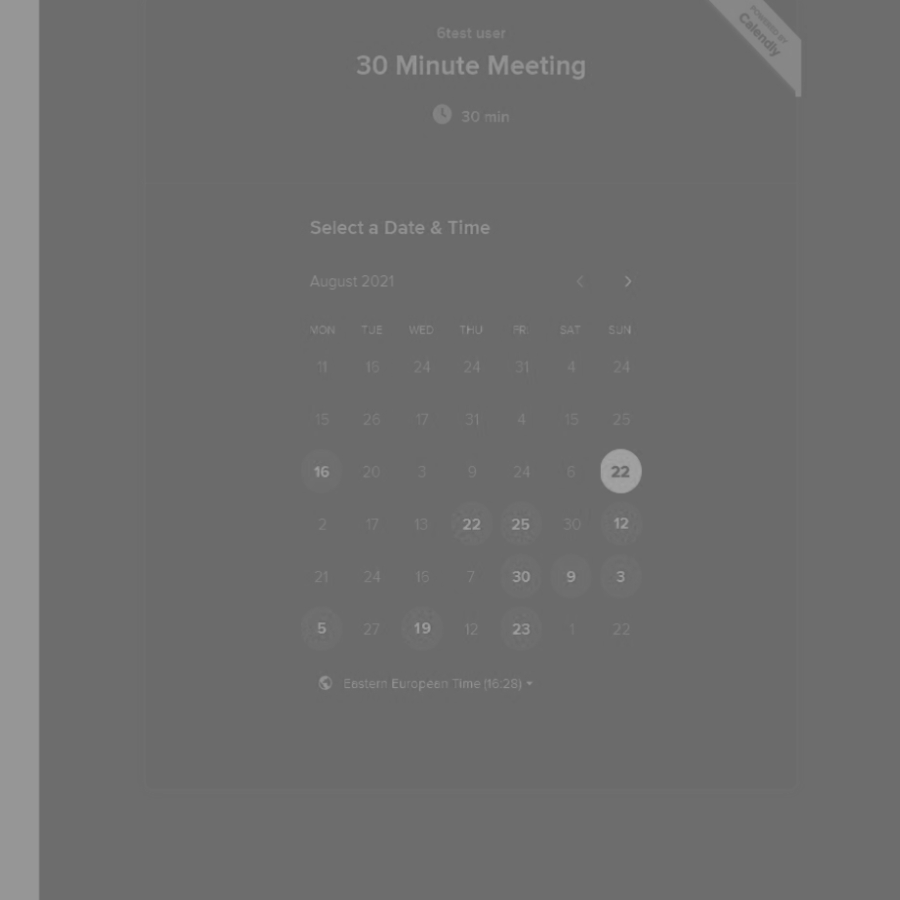 6test user
30 Minute Meeting
30 min
POWERED BY
Calendly
Select a Date & Time
August 2021
MON TUE WED THU FRI SAT SUN
11 16 24 24 31 4 24
15 26 17 31 4 15 25
16 20 3 9 24 6 22
2 17 13 22 25 30 12
21 24 15 7 30 9 3
5 27 19 12 23 1 22
Eastern European Time (16:28)